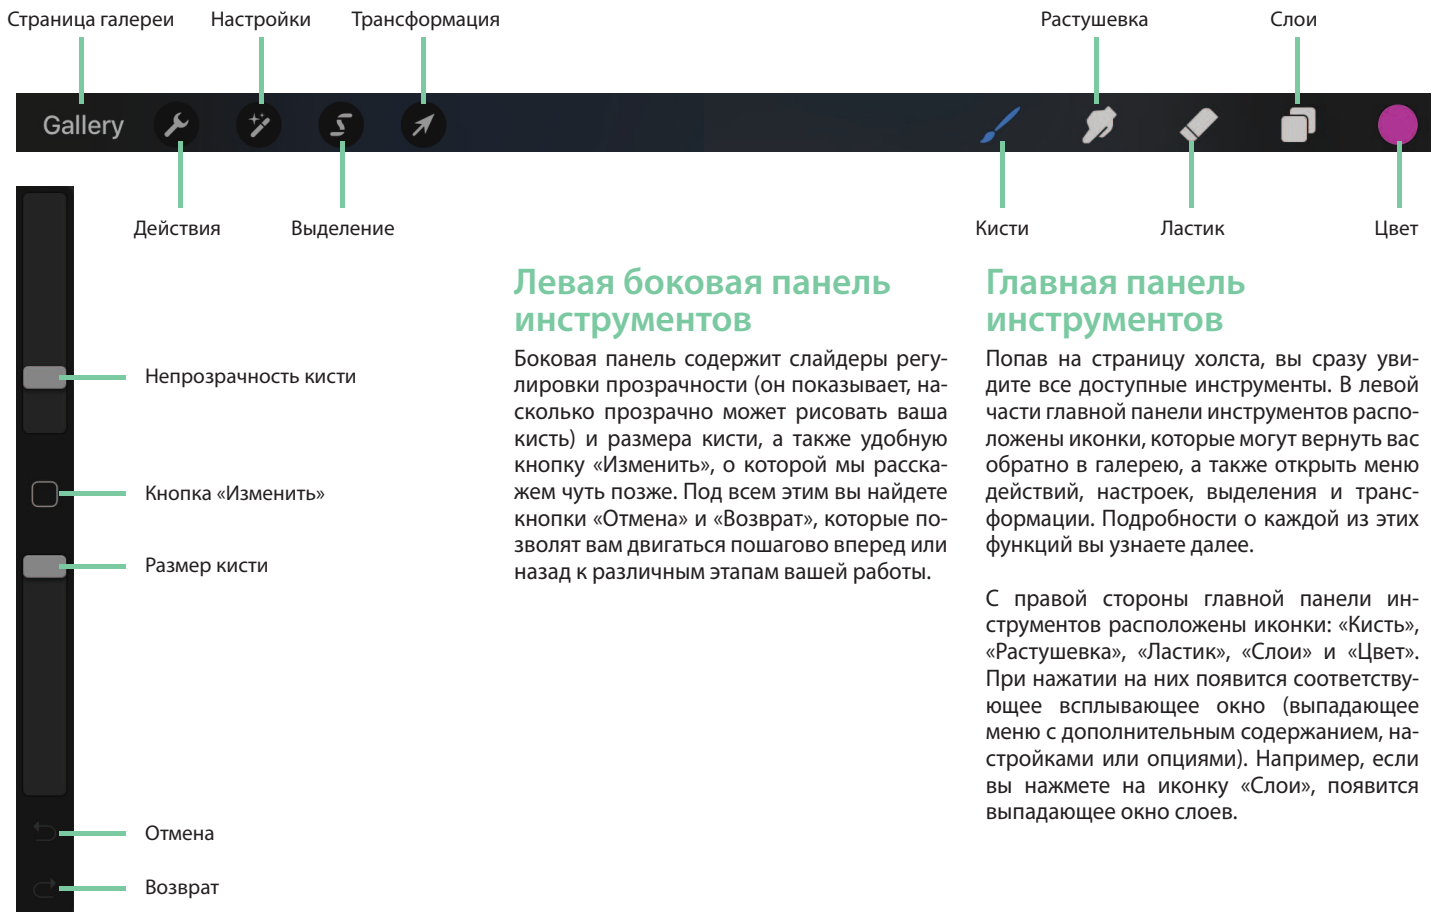 Страница галереи
Настройки
Трансформация
Растушевка
Слои
Gallery
Действия
Выделение
Кисти
Ластик
Цвет
Непрозрачность кисти
Кнопка «Изменить»
Размер кисти
Отмена
Возврат
Левая боковая панель
инструментов
Боковая панель содержит слайдеры регу-
лировки прозрачности (он показывает, на-
сколько прозрачно может рисовать ваша
кисть) и размера кисти, а также удобную
кнопку «Изменить», о которой мы расска-
жем чуть позже. Под всем этим вы найдете
кнопки «Отмена» и «Возврат», которые по-
зволят вам двигаться пошагово вперед или
назад к различным этапам вашей работы.
Главная панель
инструментов
Попав на страницу холста, вы сразу уви-
дите все доступные инструменты. В левой
части главной панели инструментов распо-
ложены иконки, которые могут вернуть вас
обратно в галерею, а также открыть меню
действий, настроек, выделения и транс-
формации. Подробности о каждой из этих
функций вы узнаете далее.
С правой стороны главной панели ин-
струментов расположены иконки: «Кисть»,
«Растушевка», «Ластик», «Слои» и «Цвет».
При нажатии на них появится соответству-
ющее всплывающее окно (выпадающее
меню с дополнительным содержанием, на-
стройками или опциями). Например, если
вы нажмете на иконку «Слои», появится
выпадающее окно слоев.